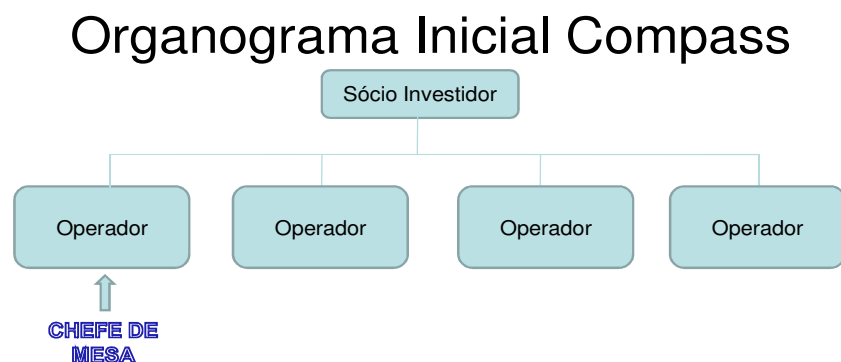 Organograma Inicial Compass
Sócio Investidor
Operador
Operador
Operador
Operador
CHEFE DE
MESA